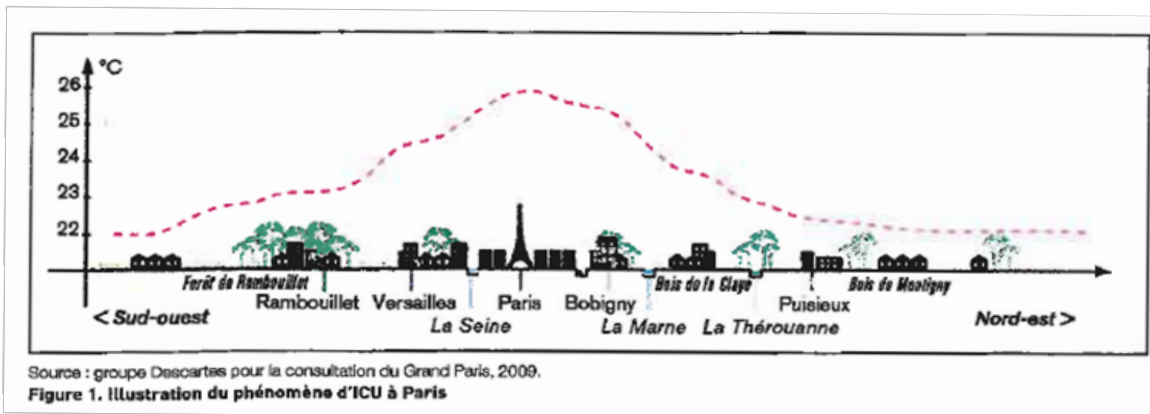 °C
26
25
24
23
22
Forêt de Rambouillet
Bois de la Claye
Bois de Montigny
Rambouillet
Versailles
Paris
Bobigny
Puisieux
< Sud-ouest
La Seine
La Marne
La Thérouanne
Nord-est >
Source : groupe Descartes pour la consultation du Grand Paris, 2009.
Figure 1. Illustration du phénomène d'ICU à Paris